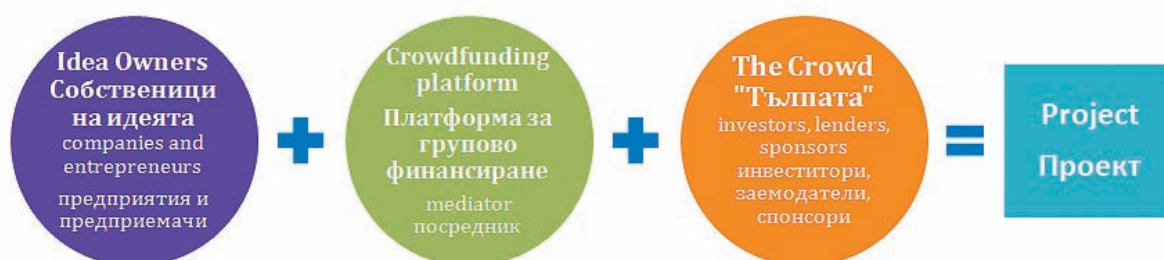 Idea Owners
Собственици
на идеята
companies and
entrepreneurs
предприятия и
предприемачи
Crowdfunding
platform
Платформа за
групово
финансиране
mediator
посредник
The Crowd
"Тълпата"
investors, lenders,
sponsors
инвеститори,
заемодатели,
спонсори
Project
Проект